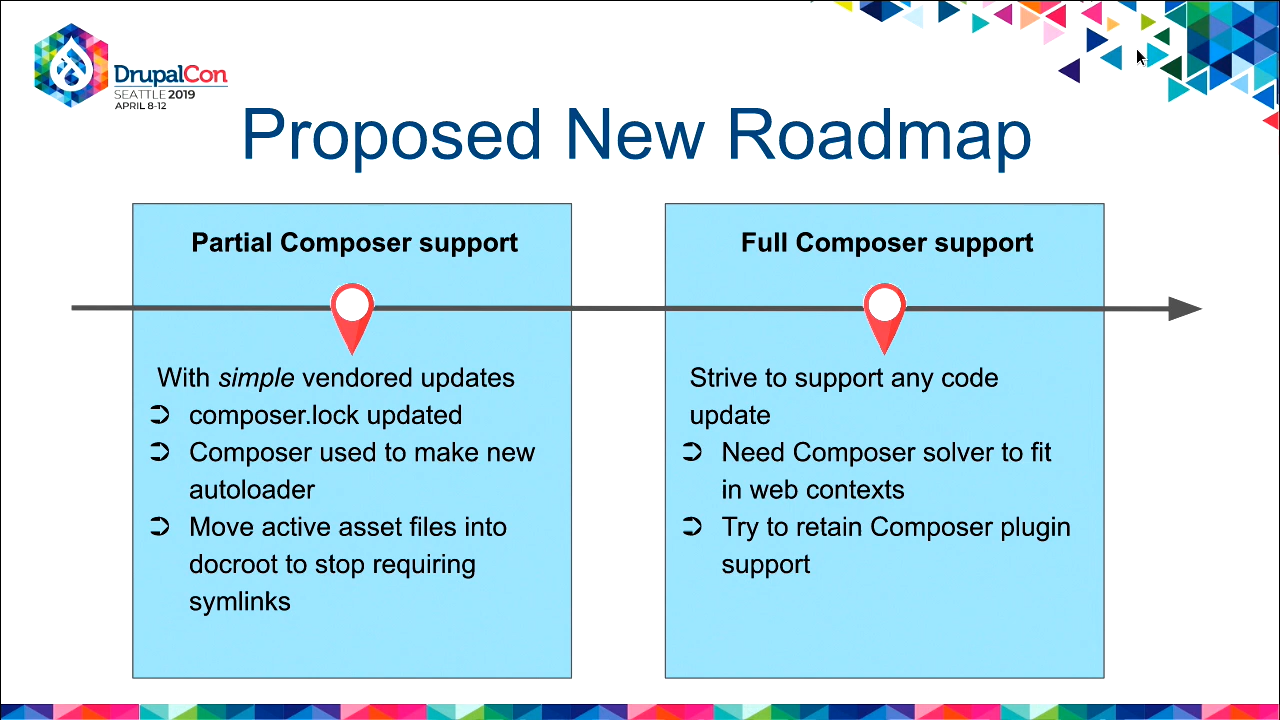 DrupalCon
SEATTLE 2019
APRIL 8-12
Proposed New Roadmap
Partial Composer support
With simple vendored updates
➲ composer.lock updated
➲ Composer used to make new
autoloader
➲ Move active asset files into
docroot to stop requiring
symlinks
Full Composer support
Strive to support any code
update
➲ Need Composer solver to fit
in web contexts
➲ Try to retain Composer plugin
support